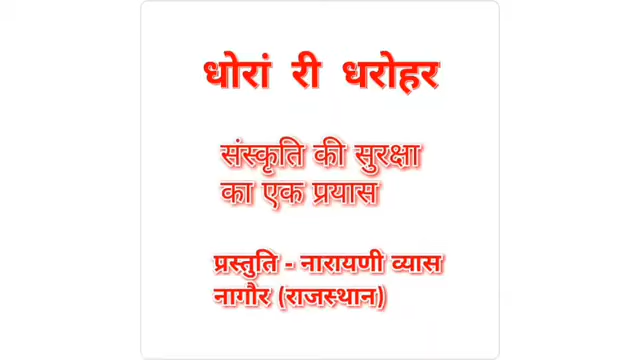 धोरां री धरोहर
संस्कृति की सुरक्षा
का एक प्रयास
प्रस्तुति - नारायणी व्यास
नागौर (राजस्थान)